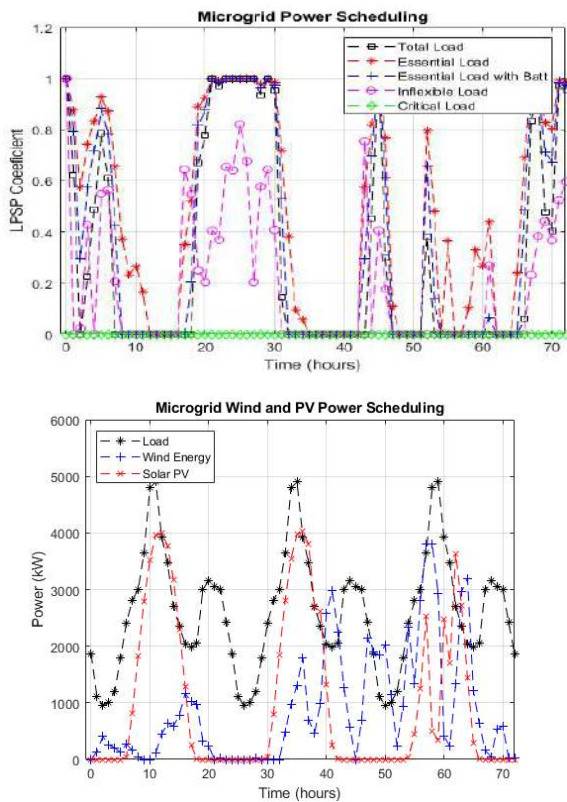 Microgrid Power Scheduling
1.2
1
0.8
0.6
0.4
0.2
0
LPSP Coeeficient
Total Load
Essential Load
Essential Load with Batt
Inflexible Load
Critical Load
0 10 20 30 40 50 60 70
Time (hours)
Microgrid Wind and PV Power Scheduling
6000
5000
4000
3000
2000
1000
0
Power (kW)
Load
Wind Energy
Solar PV
0 10 20 30 40 50 60 70
Time (hours)